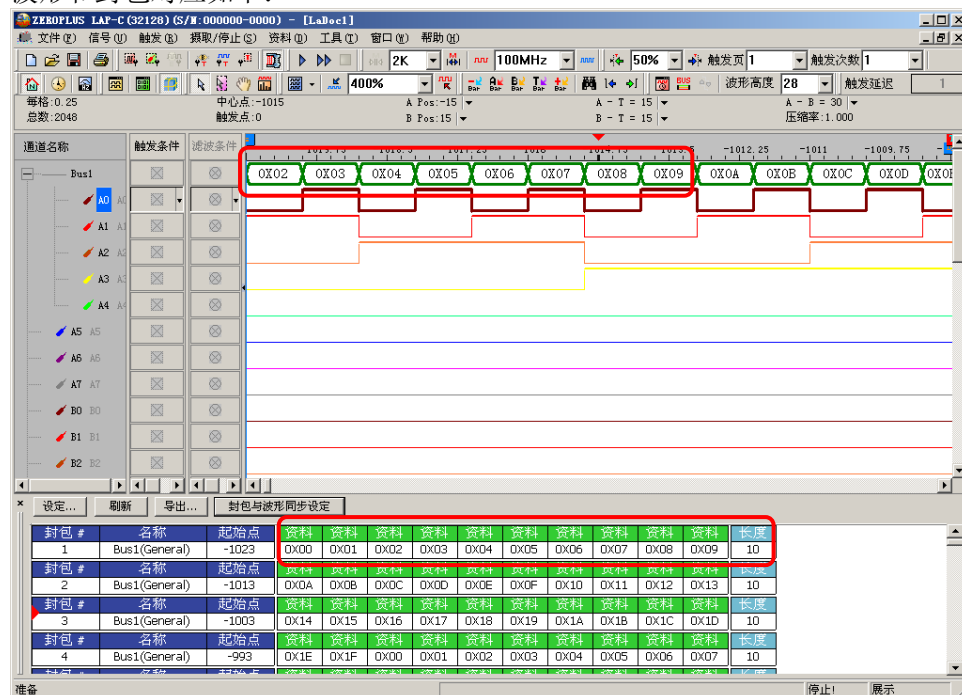 ZEROPLUS LAP-C(32128)(S/N:000000-0000) - [LaDoc1]
文件(F) 信号(U) 触发(R) 摄取/停止(S) 资料(D) 工具(T) 窗口(W) 帮助(H)
2K 100MHz 50% 触发页 1 触发次数 1
400% Bar Bar Bar Bar Bar BUS 波形高度 28 触发延迟 1
每格:0.25 中心点:-1015 A Pos:-15 A - T = 15 A - B = 30
总数:2048 触发点:0 B Pos:15 B - T = 15 压缩率:1.000
通道名称 触发条件 滤波条件 -1012.25 -1011 -1009.75
Bus1 0X02 0X03 0X04 0X05 0X06 0X07 0X08 0X09 0X0A 0X0B 0X0C 0X0D
A0
A1 A1
A2
A3
A4
A5 A5
A6 A6
A7 A7
B0 B0
B1 B1
B2 B2
设定... 刷新 导出... 封包与波形同步设定
封包 # 名称 起始点 资料 资料 资料 资料 资料 资料 资料 资料 资料 资料 长度
1 Bus1(General) -1023 0X00 0X01 0X02 0X03 0X04 0X05 0X06 0X07 0X08 0X09 10
封包 # 名称 起始点 资料 资料 资料 资料 资料 资料 资料 资料 资料 资料 长度
2 Bus1(General) -1013 0X0A 0X0B 0X0C 0X0D 0X0E 0X0F 0X10 0X11 0X12 0X13 10
封包 # 名称 起始点 资料 资料 资料 资料 资料 资料 资料 资料 资料 资料 长度
3 Bus1(General) -1003 0X14 0X15 0X16 0X17 0X18 0X19 0X1A 0X1B 0X1C 0X1D 10
封包 # 名称 起始点 资料 资料 资料 资料 资料 资料 资料 资料 资料 资料 长度
4 Bus1(General) -993 0X1E 0X1F 0X00 0X01 0X02 0X03 0X04 0X05 0X06 0X07 10
准备 停止! 展示